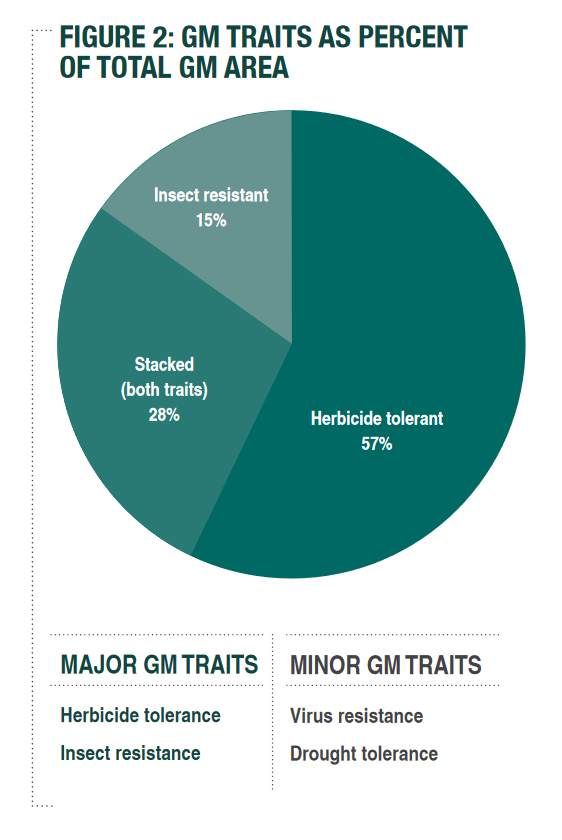 FIGURE 2: GM TRAITS AS PERCENT
OF TOTAL GM AREA
Insect resistant
15%
Stacked
(both traits)
28%
Herbicide tolerant
57%
MAJOR GM TRAITS
Herbicide tolerance
Insect resistance
MINOR GM TRAITS
Virus resistance
Drought tolerance